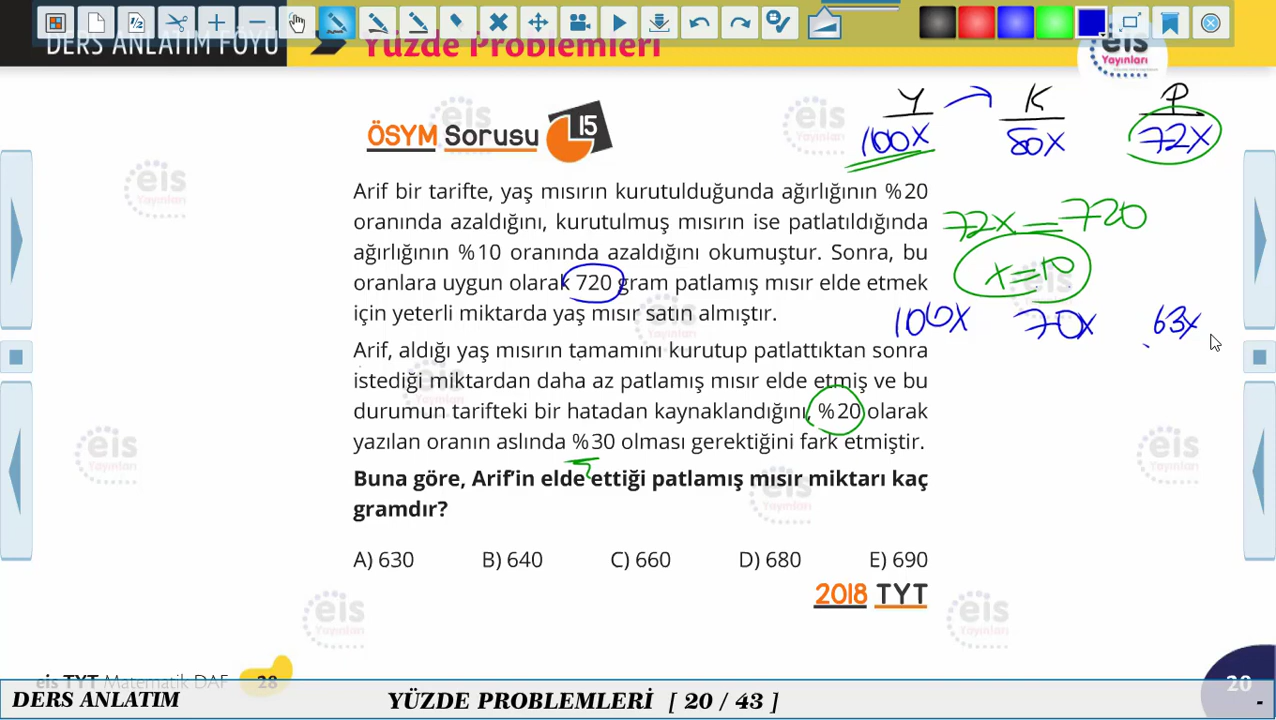 DERS ANLATIM FÖYÜ
Yüzde Problemleri
eis
Yayınları
ÖSYM Sorusu 15
Y K P
100x 80x 72x
Arif bir tarifte, yaş mısırın kurutulduğunda ağırlığının %20
oranında azaldığını, kurutulmuş mısırın ise patlatıldığında
ağırlığının %10 oranında azaldığını okumuştur. Sonra, bu
oranlara uygun olarak 720 gram patlamış mısır elde etmek
için yeterli miktarda yaş mısır satın almıştır.
72x = 720
x = 10
100x 70x 63x
Arif, aldığı yaş mısırın tamamını kurutup patlattıktan sonra
istediği miktardan daha az patlamış mısır elde etmiş ve bu
durumun tarifteki bir hatadan kaynaklandığını, %20 olarak
yazılan oranın aslında %30 olması gerektiğini fark etmiştir.
Buna göre, Arif’in elde ettiği patlamış mısır miktarı kaç
gramdır?
A) 630 B) 640 C) 660 D) 680 E) 690
2018 TYT
eis TYT Matematik DAF 28
20
DERS ANLATIM YÜZDE PROBLEMLERİ [ 20 / 43 ] -